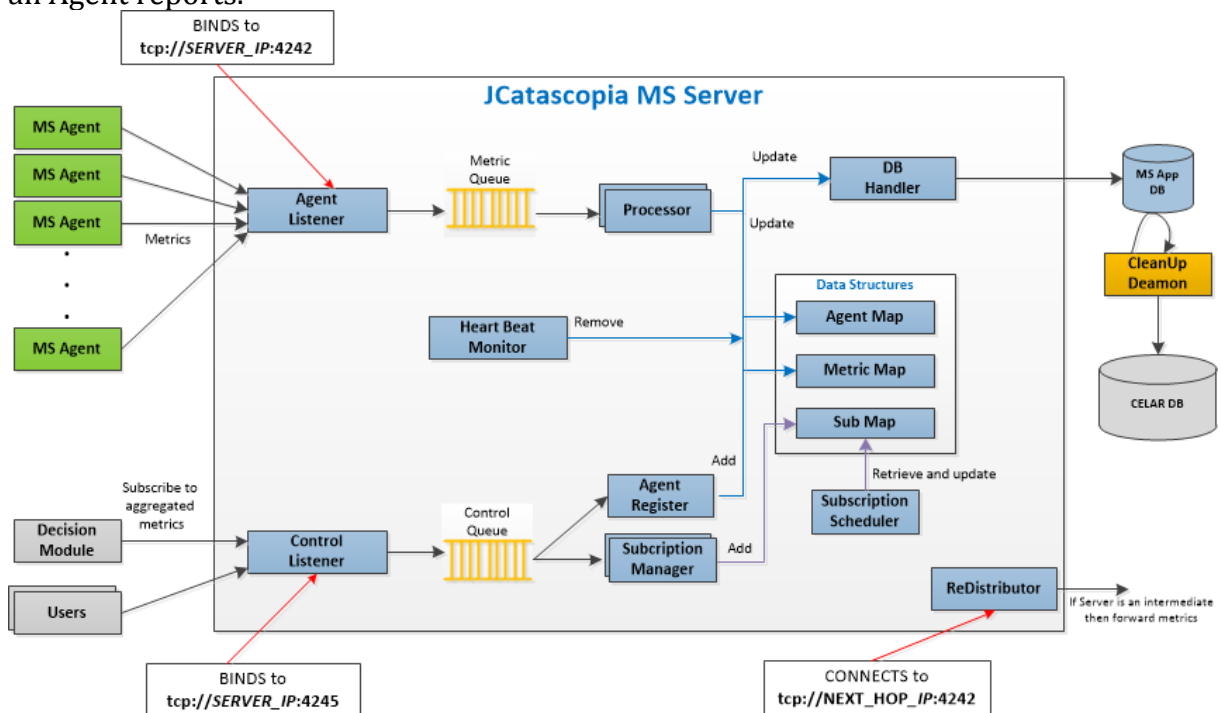 an Agent reports.
BINDS to
tcp://SERVER_IP:4242
JCatascopia MS Server
MS Agent
MS Agent
MS Agent
.
.
.
MS Agent
Metrics
Agent
Listener
Metric
Queue
Processor
Update
Update
DB
Handler
MS App
DB
CleanUp
Deamon
CELAR DB
Data Structures
Agent Map
Metric Map
Sub Map
Heart Beat
Monitor
Remove
Add
Retrieve and update
Subscription
Scheduler
Agent
Register
Subcription
Manager
Add
Control
Queue
Subscribe to
aggregated
metrics
Decision
Module
Users
Control
Listener
ReDistributor
If Server is an intermediate
then forward metrics
BINDS to
tcp://SERVER_IP:4245
CONNECTS to
tcp://NEXT_HOP_IP:4242